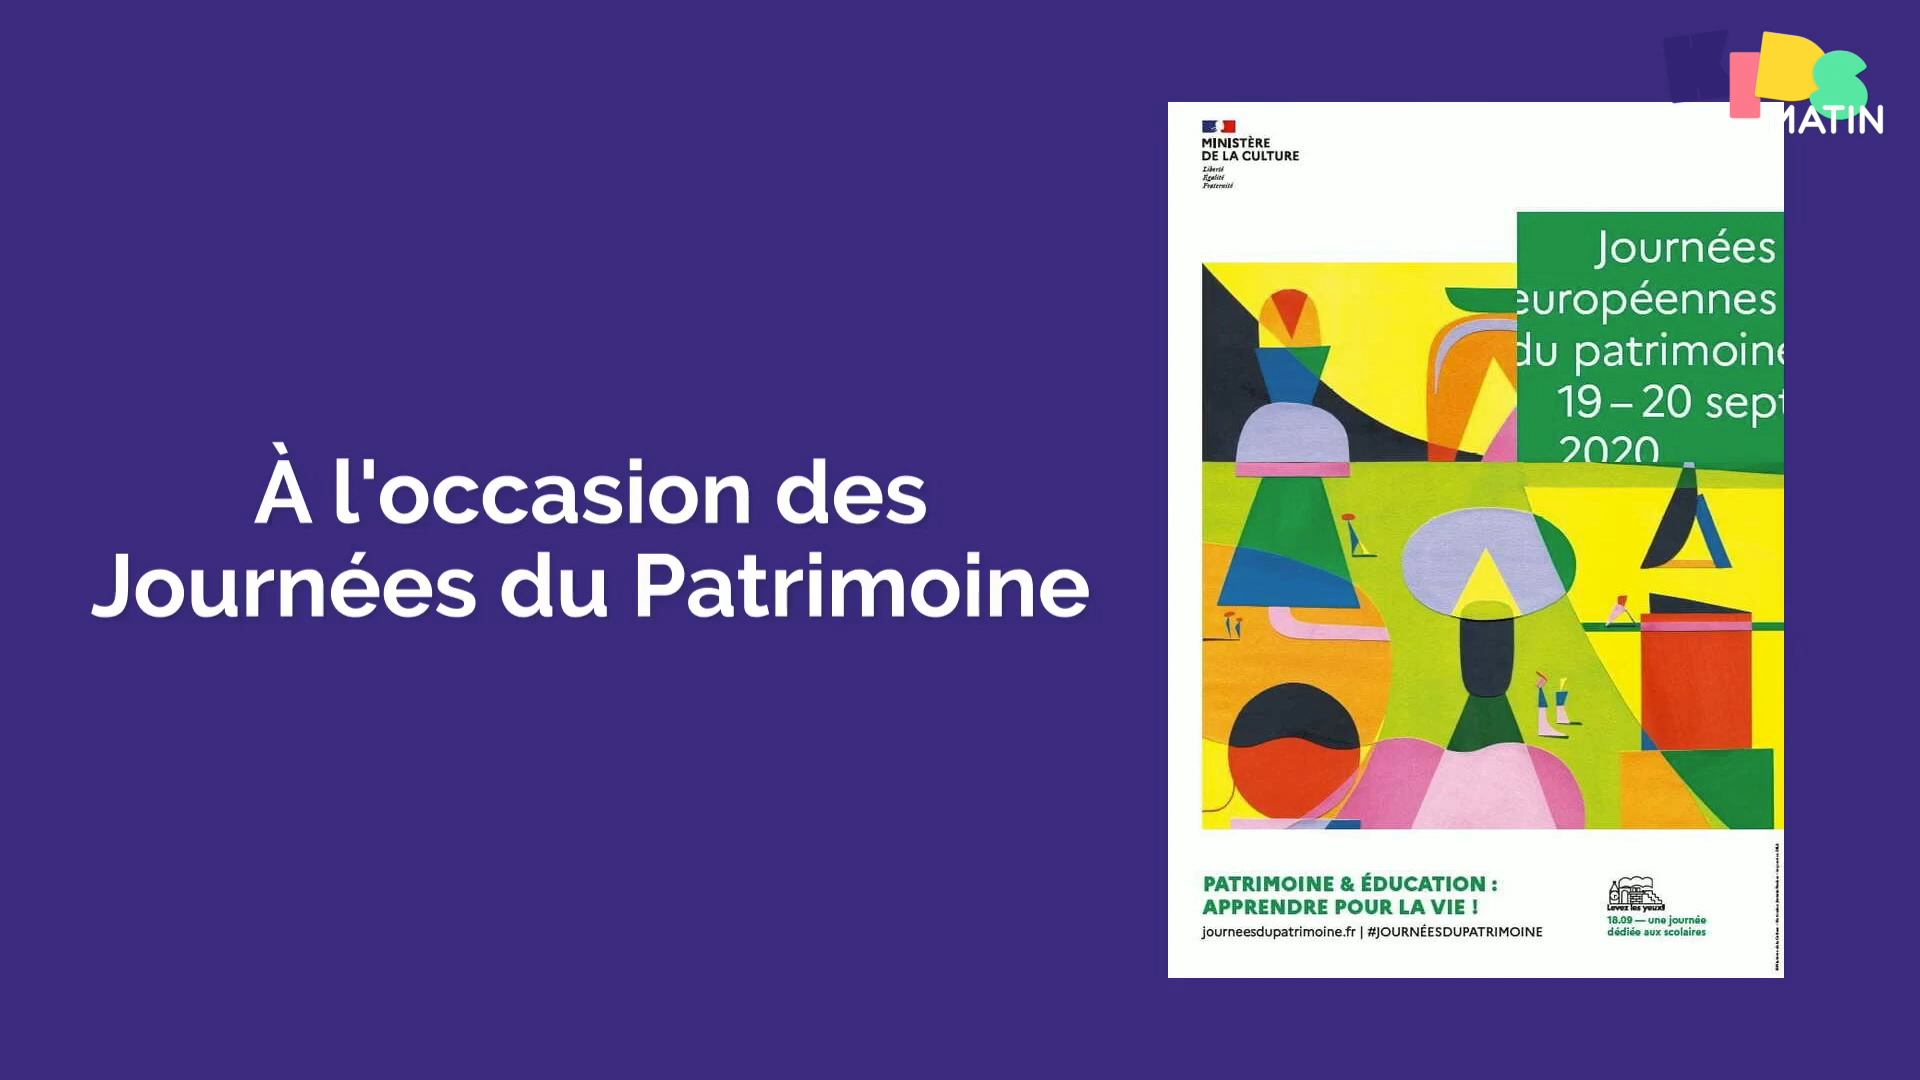 À l'occasion des
Journées du Patrimoine
KIDS
MATIN
MINISTÈRE
DE LA CULTURE
Liberté
Égalité
Fraternité
Journées
européennes
du patrimoine
19 – 20 sept
2020
PATRIMOINE & ÉDUCATION :
APPRENDRE POUR LA VIE !
journeesdupatrimoine.fr | #JOURNÉESDUPATRIMOINE
Levez les yeux!
18.09 — une journée
dédiée aux scolaires